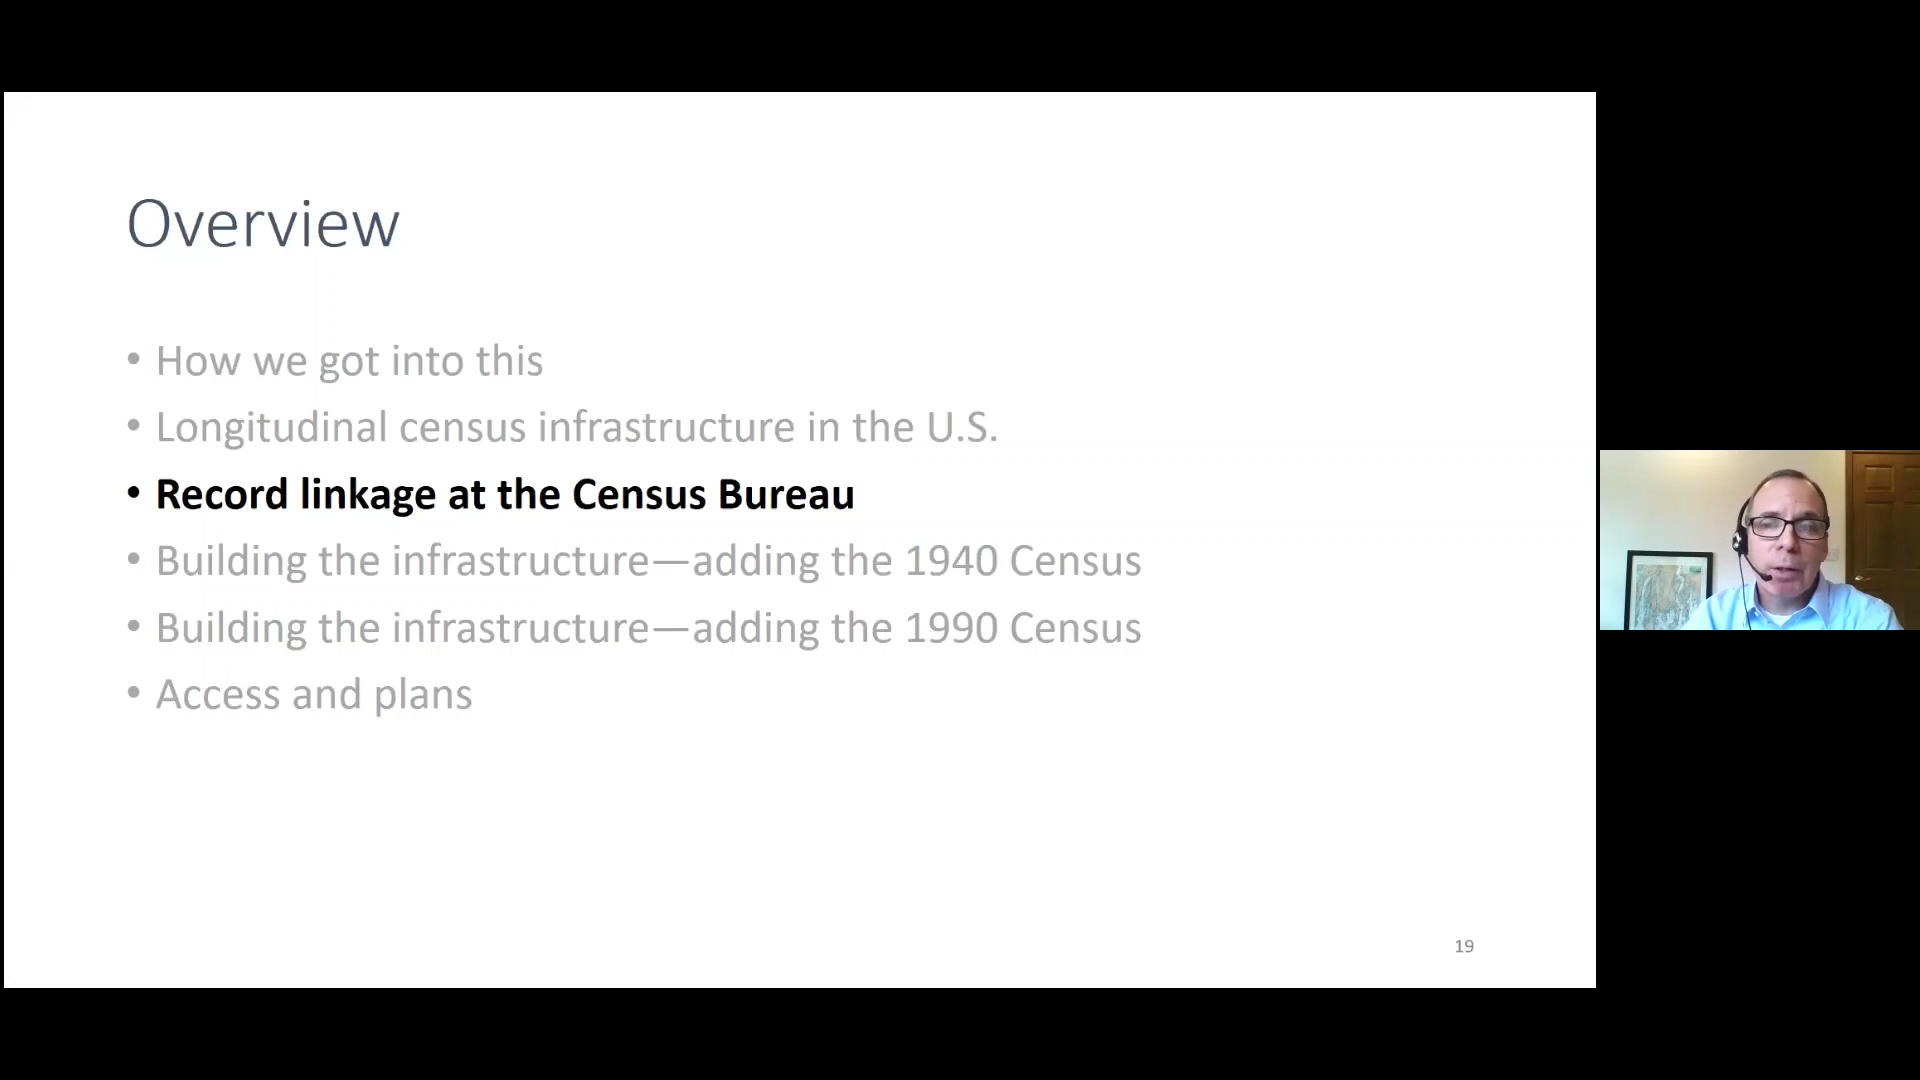 Overview
• How we got into this
• Longitudinal census infrastructure in the U.S.
• Record linkage at the Census Bureau
• Building the infrastructure—adding the 1940 Census
• Building the infrastructure—adding the 1990 Census
• Access and plans
19